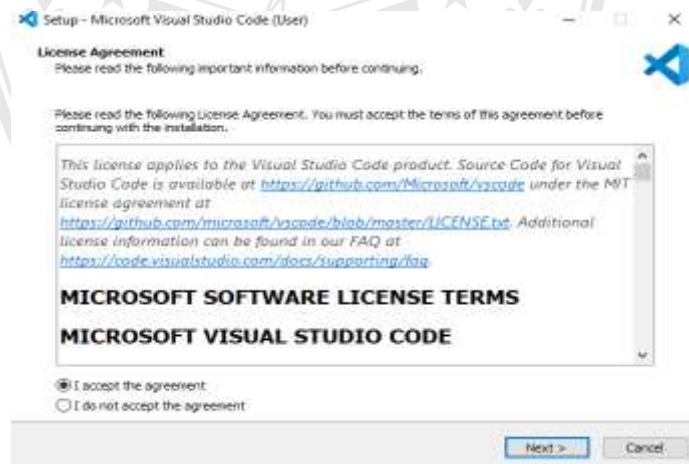 Setup - Microsoft Visual Studio Code (User)
License Agreement
Please read the following important information before continuing.
Please read the following License Agreement. You must accept the terms of this agreement before
continuing with the installation.
This license applies to the Visual Studio Code product. Source Code for Visual
Studio Code is available at https://github.com/Microsoft/vscode under the MIT
license agreement at
https://github.com/microsoft/vscode/blob/master/LICENSE.txt. Additional
license information can be found in our FAQ at
https://code.visualstudio.com/docs/supporting/faq.
MICROSOFT SOFTWARE LICENSE TERMS
MICROSOFT VISUAL STUDIO CODE
I accept the agreement
I do not accept the agreement
Next >
Cancel